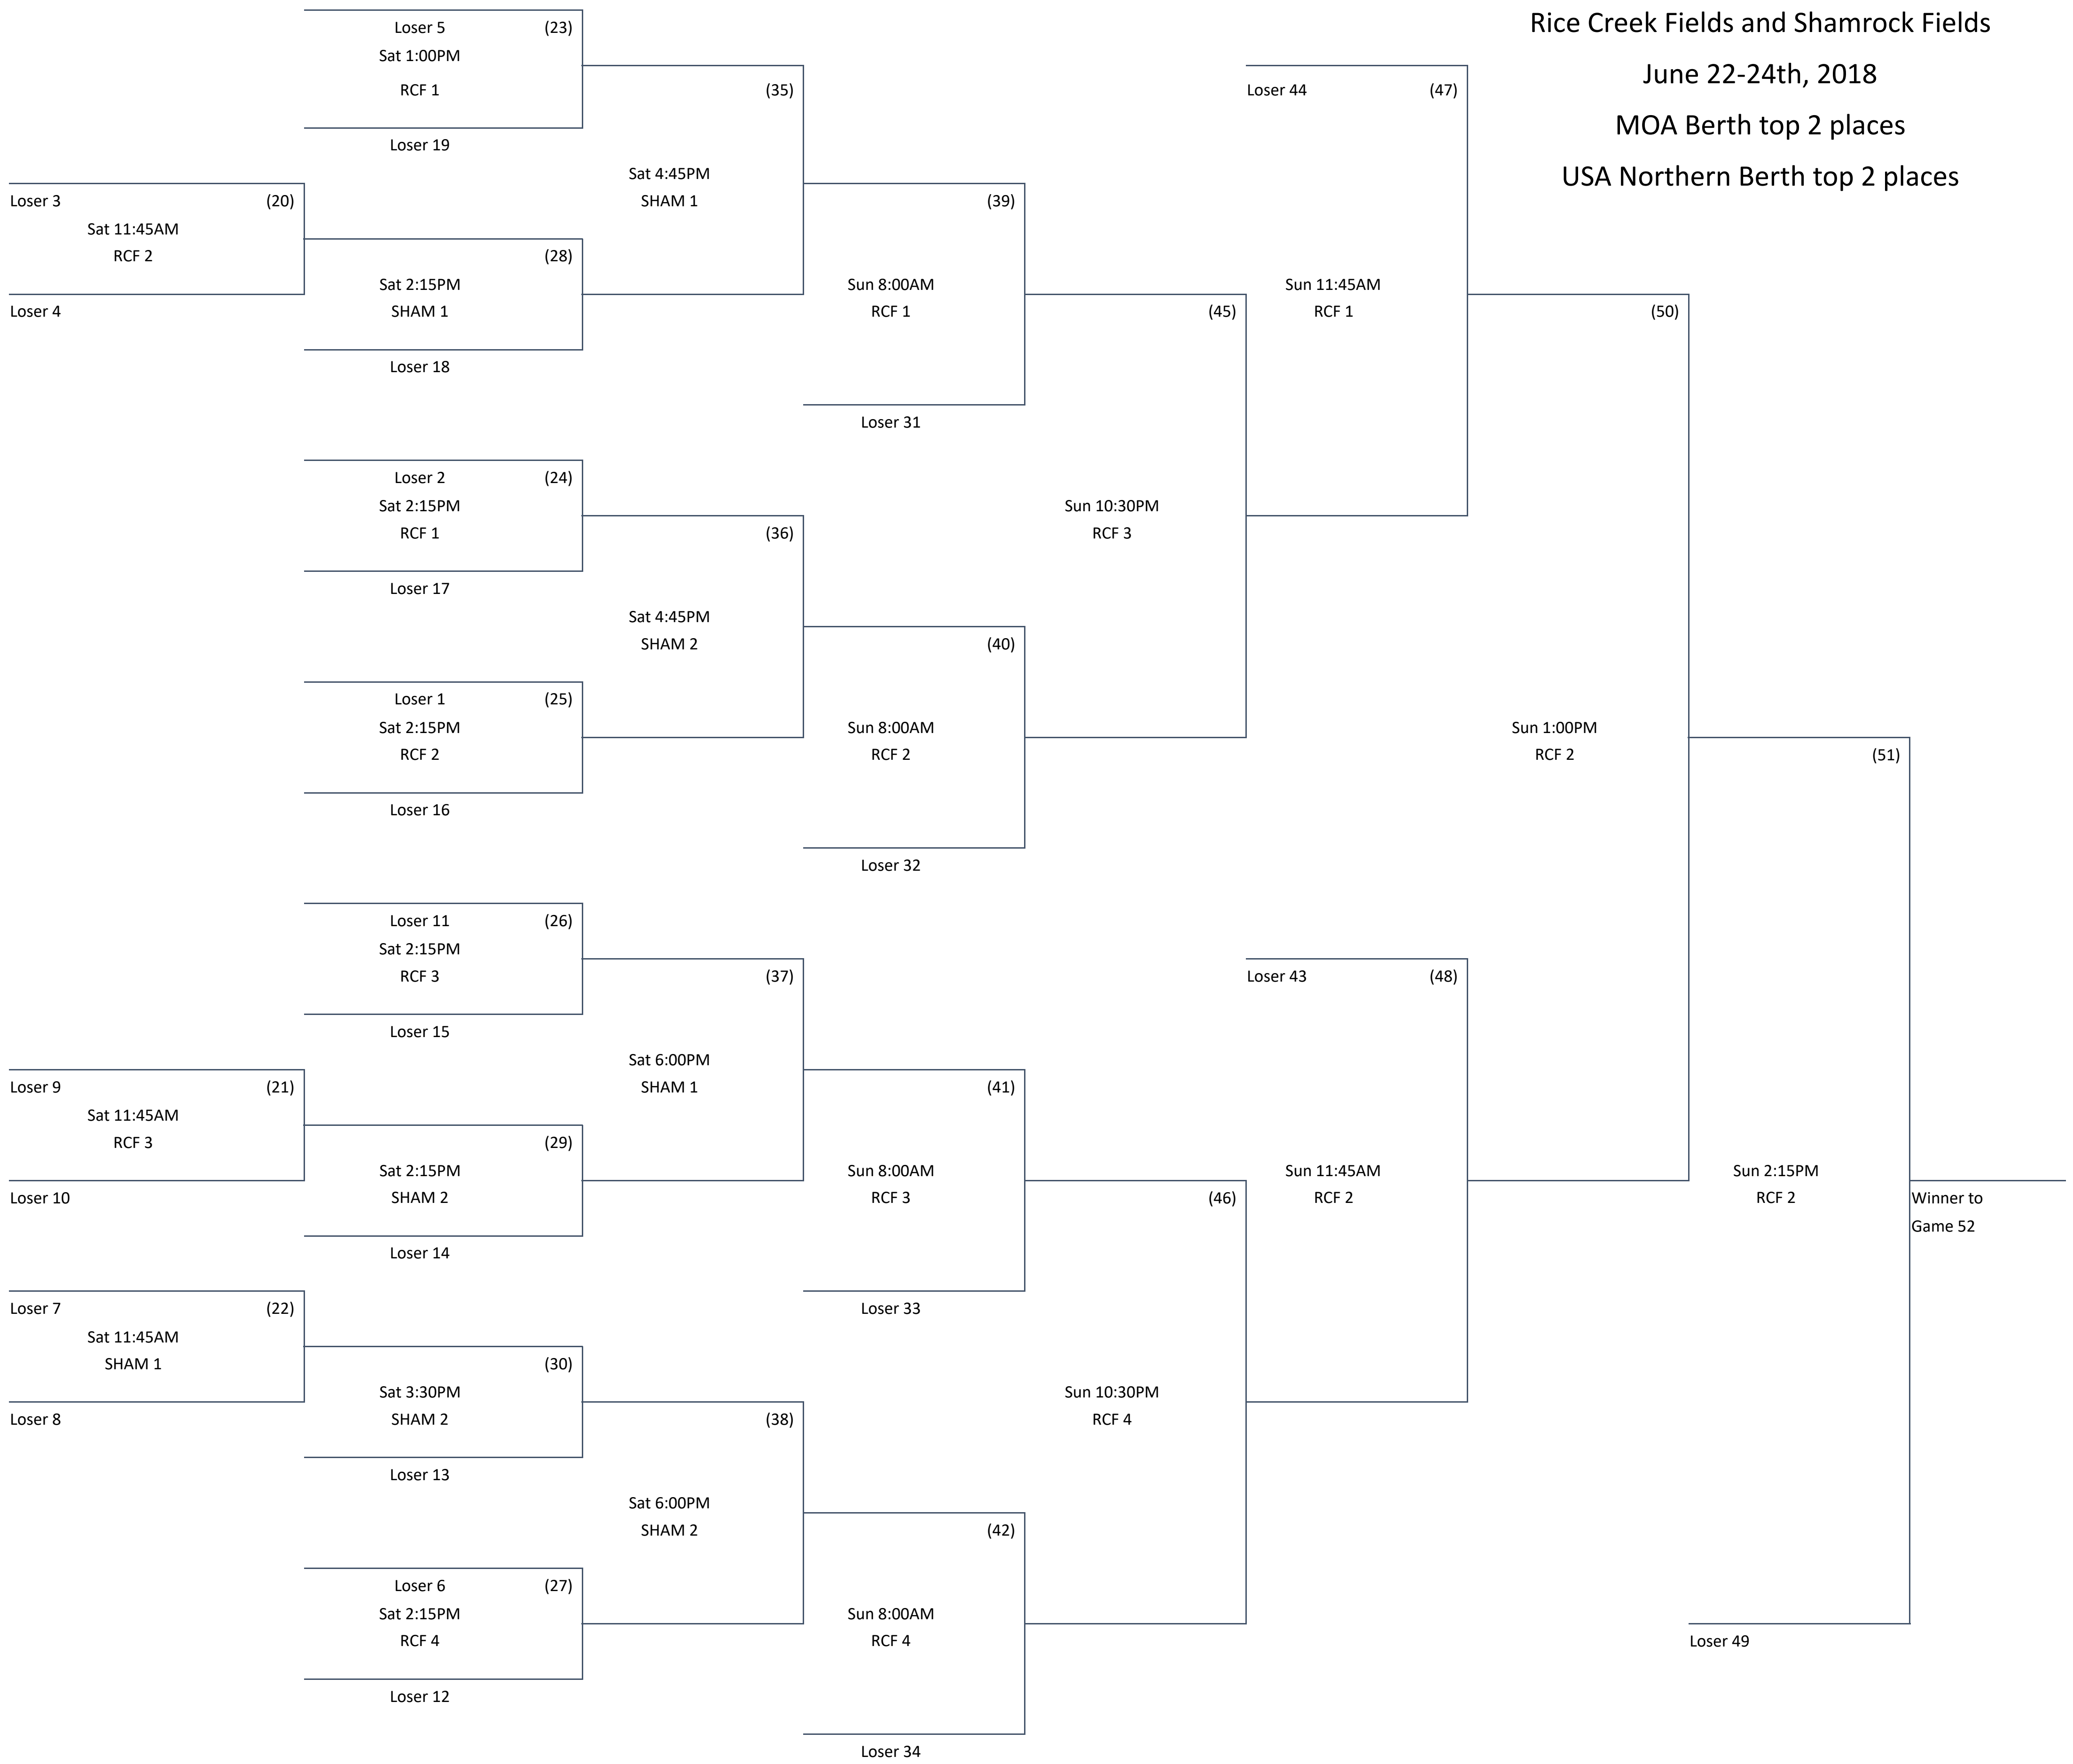 Rice Creek Fields and Shamrock Fields
June 22-24th, 2018
MOA Berth top 2 places
USA Northern Berth top 2 places
Loser 5 (23)
Sat 1:00PM
RCF 1
Loser 19
Loser 3 (20)
Sat 11:45AM
RCF 2
Loser 4
(28)
Sat 2:15PM
SHAM 1
Loser 18
Loser 2 (24)
Sat 2:15PM
RCF 1
Loser 17
Loser 1 (25)
Sat 2:15PM
RCF 2
Loser 16
Loser 11 (26)
Sat 2:15PM
RCF 3
Loser 15
Loser 9 (21)
Sat 11:45AM
RCF 3
Loser 10
(29)
Sat 2:15PM
SHAM 2
Loser 14
Loser 7 (22)
Sat 11:45AM
SHAM 1
Loser 8
(30)
Sat 3:30PM
SHAM 2
Loser 13
Loser 6 (27)
Sat 2:15PM
RCF 4
Loser 12
(35)
Sat 4:45PM
SHAM 1
(36)
Sat 4:45PM
SHAM 2
(37)
Sat 6:00PM
SHAM 1
(38)
Sat 6:00PM
SHAM 2
(39)
Sun 8:00AM
RCF 1
Loser 31
(40)
Sun 8:00AM
RCF 2
Loser 32
(41)
Sun 8:00AM
RCF 3
Loser 33
(42)
Sun 8:00AM
RCF 4
Loser 34
(45)
Sun 10:30PM
RCF 3
(46)
Sun 10:30PM
RCF 4
Loser 44 (47)
Sun 11:45AM
RCF 1
Loser 43 (48)
Sun 11:45AM
RCF 2
(50)
Sun 1:00PM
RCF 2
(51)
Sun 2:15PM
RCF 2
Loser 49
Winner to
Game 52